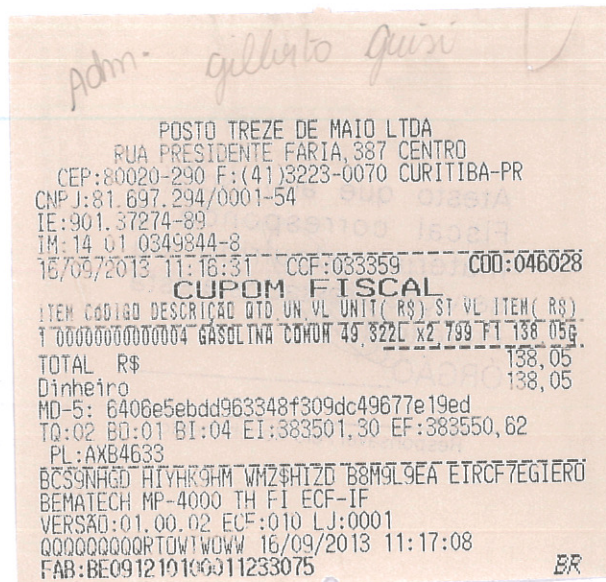 Adm. Gilberto
POSTO TREZE DE MAIO LTDA
RUA PRESIDENTE FARIA,387 CENTRO
CEP:80020-290 F:(41)3223-0070 CURITIBA-PR
CNPJ:81.697.294/0001-54
IE:901.37274-89
IM:14 01 0349844-8
16/09/2013 11:16:31 CCF:033359 COO:046028
CUPOM FISCAL
ITEM CÓDIGO DESCRIÇÃO QTD.UN.VL UNIT( R$) ST VL ITEM( R$)
1 00000000000004 GASOLINA COMUM 49,322L x2,799 F1 138,05G
TOTAL R$ 138,05
Dinheiro 138,05
MD-5: 6406e5ebdd963348f309dc49677e19ed
TQ:02 BO:01 BI:04 EI:383501,30 EF:383550,62
PL:AXB4633
BCS9NHGD HIYHK9HM WMZ$HIZD B8M9L9EA EIRCF7EGIERO
BEMATECH MP-4000 TH FI ECF-IF
VERSÃO:01.00.02 ECF:010 LJ:0001
QQQQQQQQQRTOWIWOWW 16/09/2013 11:17:08
FAB:BE091210100011233075 BR